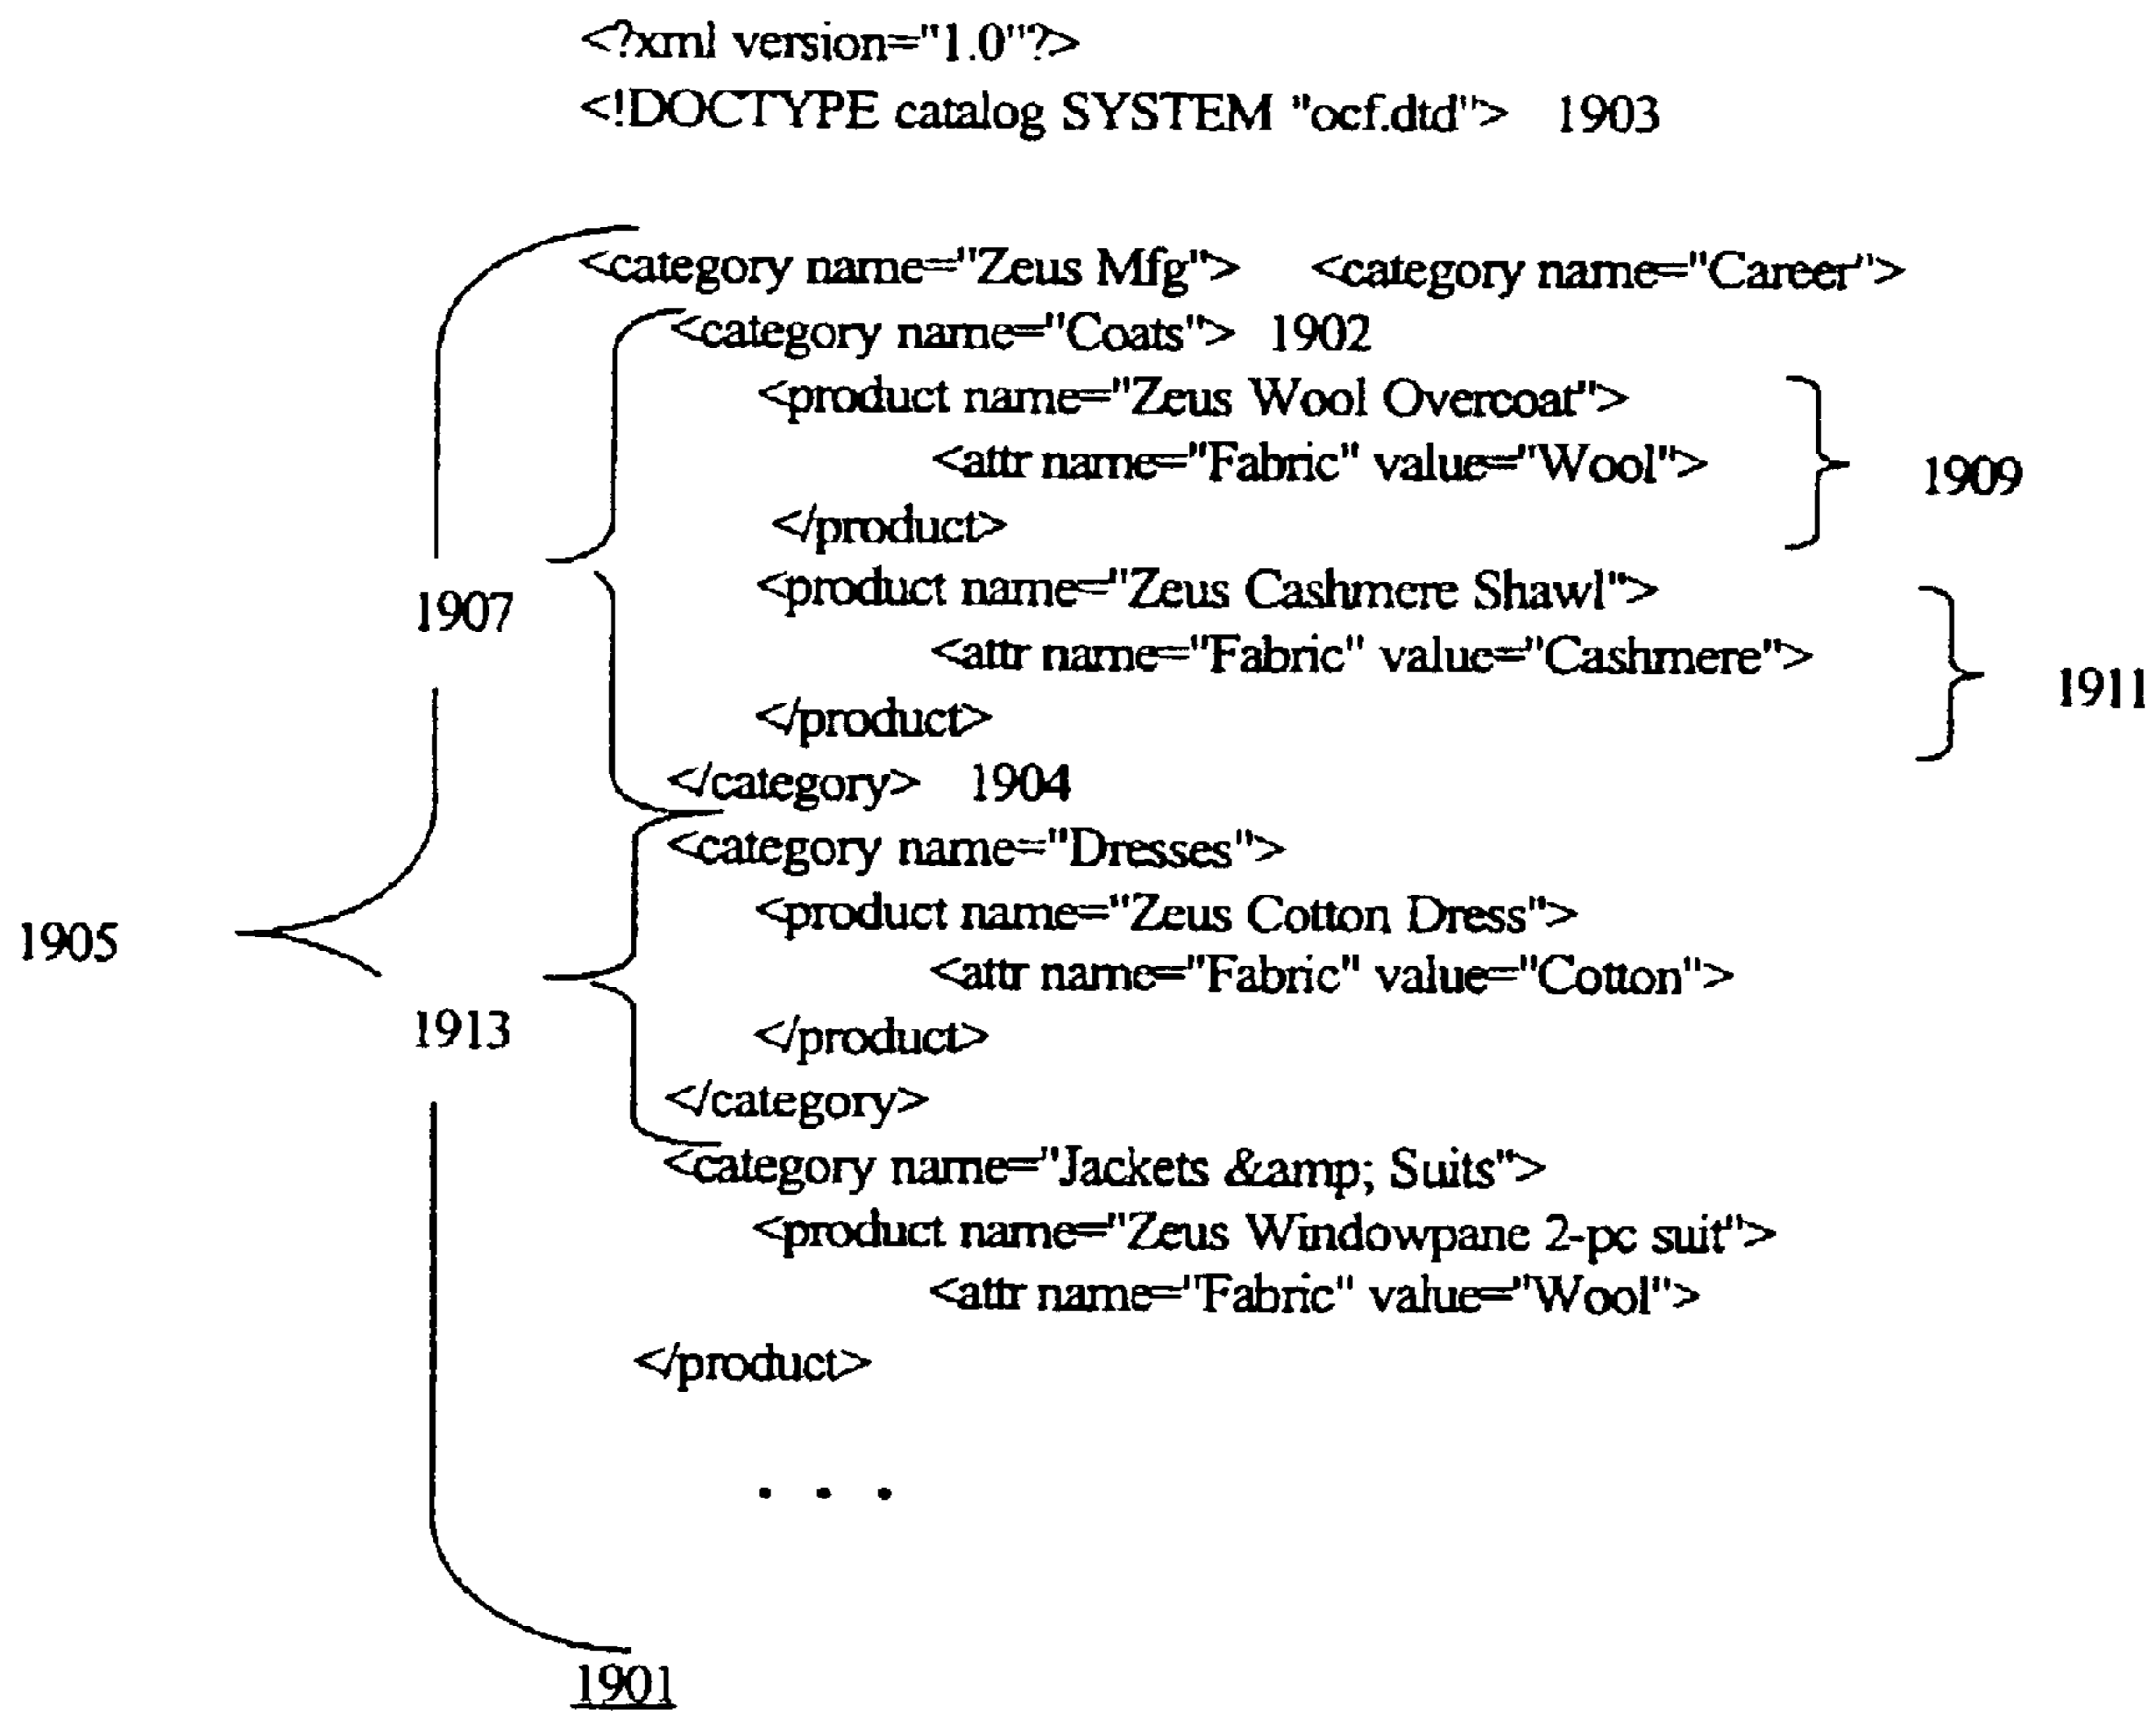 <?xml version="1.0"?>
<!DOCTYPE catalog SYSTEM "ocf.dtd"> 1903
<category name="Zeus Mfg"> <category name="Career">
<category name="Coats"> 1902
<product name="Zeus Wool Overcoat">
<attr name="Fabric" value="Wool">
1909
</product>
<product name="Zeus Cashmere Shawl">
1907
<attr name="Fabric" value="Cashmere">
1911
</product>
</category> 1904
<category name="Dresses">
<product name="Zeus Cotton Dress">
1905
<attr name="Fabric" value="Cotton">
1913
</product>
</category>
<category name="Jackets &amp; Suits">
<product name="Zeus Windowpane 2-pc suit">
<attr name="Fabric" value="Wool">
</product>
. . .
1901